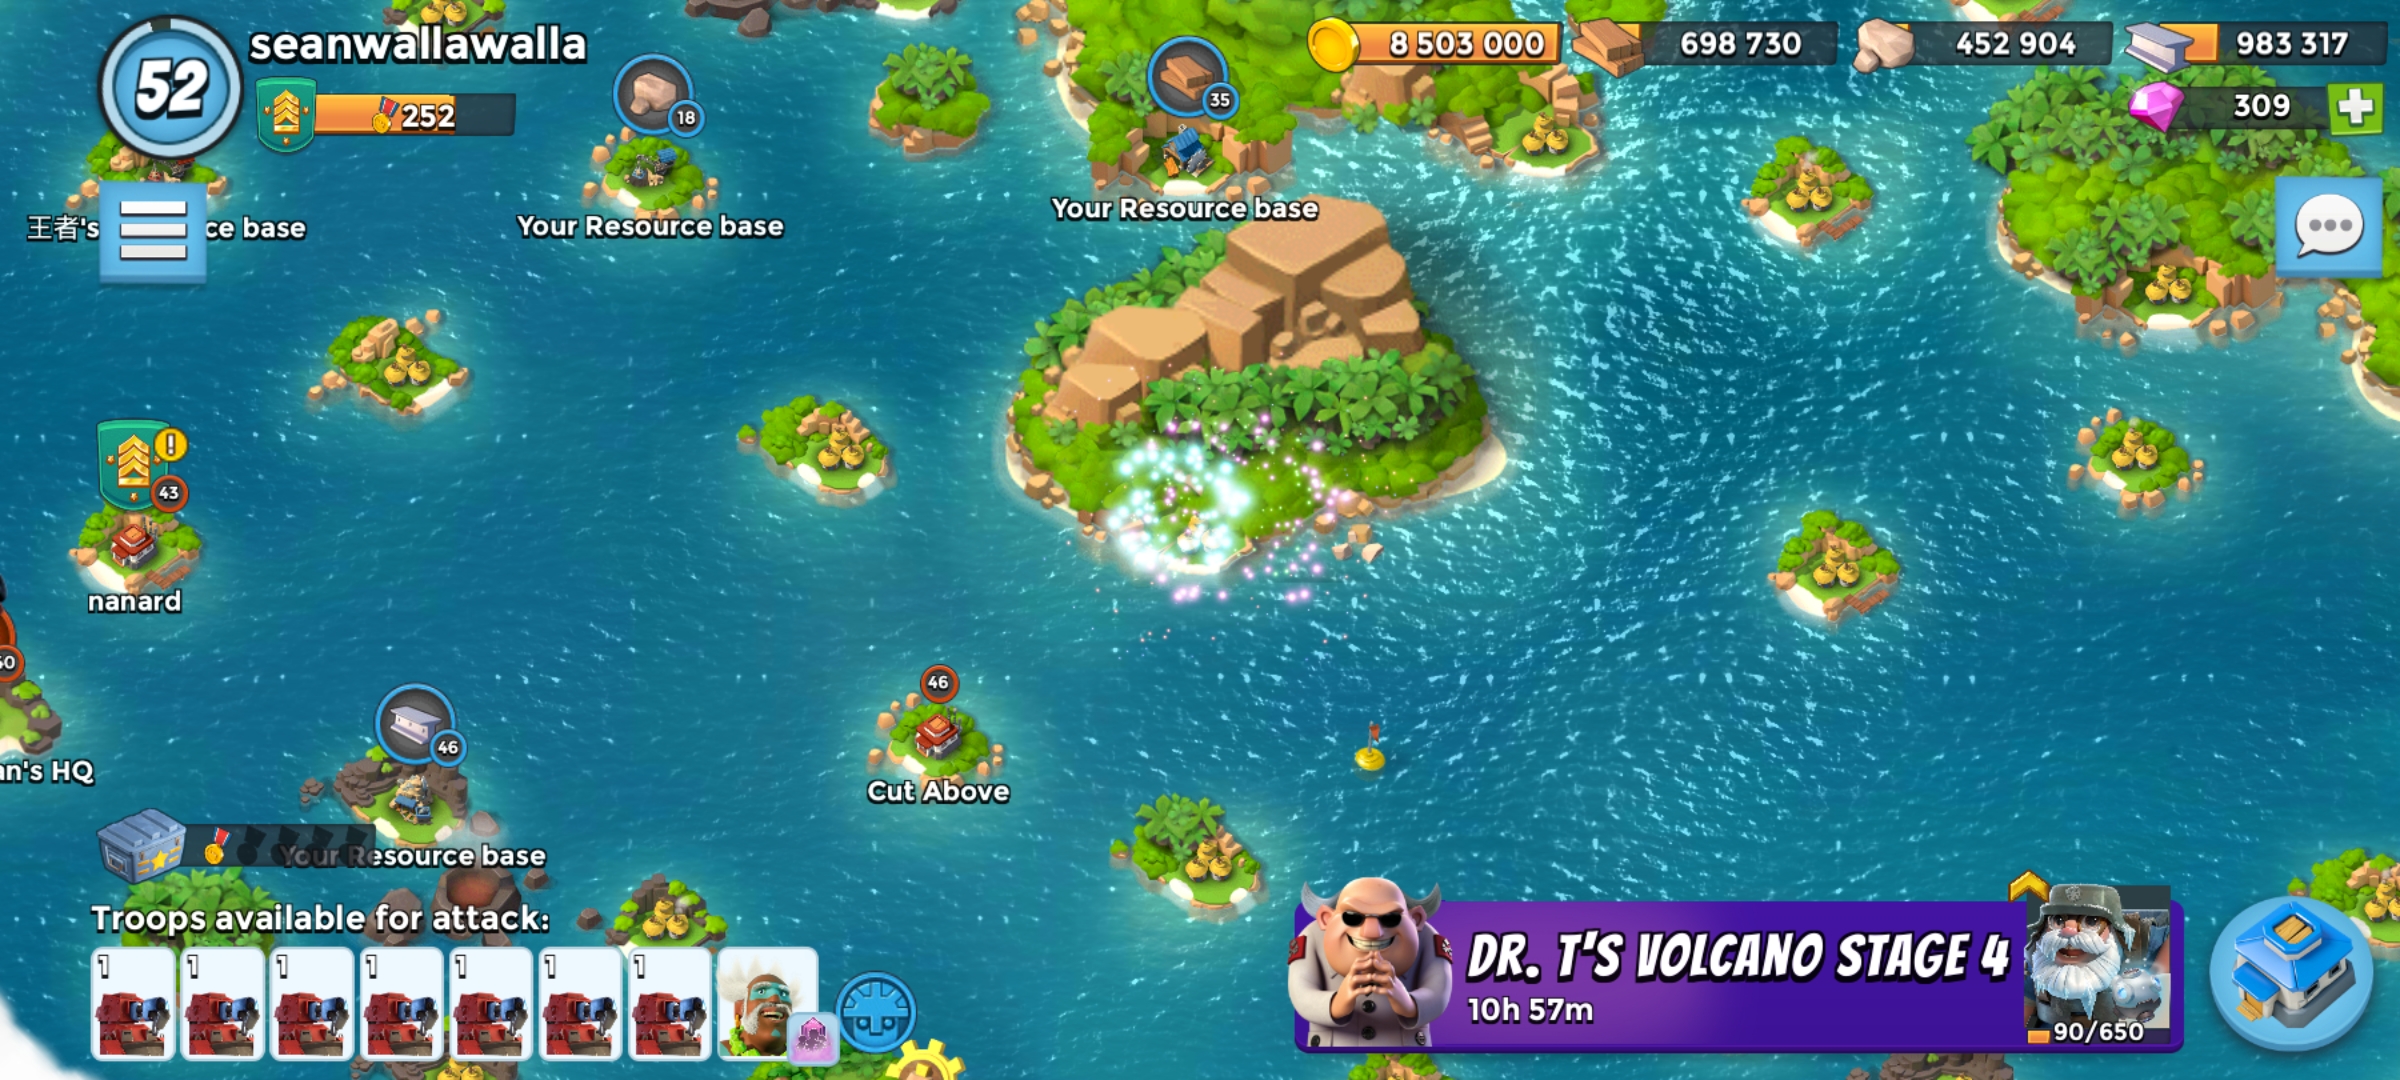 52
seanwallawalla
252
8 503 000
698 730
452 904
983 317
309
18
35
王者's
ce base
Your Resource base
Your Resource base
43
nanard
46
Cut Above
an's HQ
46
Your Resource base
Troops available for attack:
1
1
1
1
1
1
1
DR. T'S VOLCANO STAGE 4
10h 57m
90/650